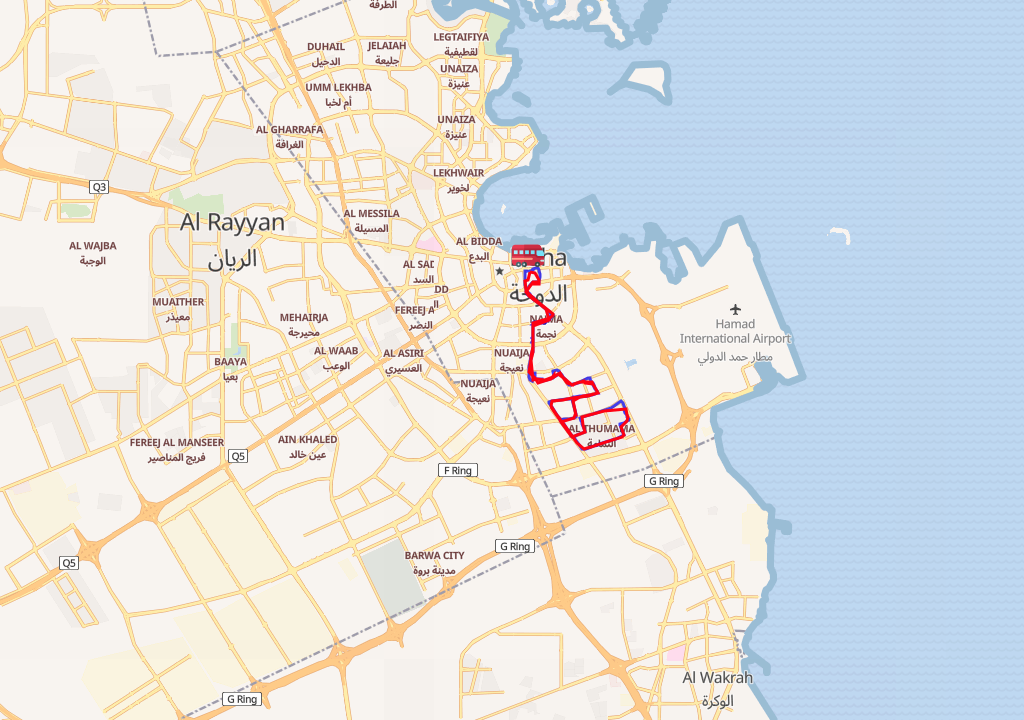 الطرفة
LEGTAIFIYA
لقطيفية
DUHAIL
الدحيل
JELAIAH
جليعة
UNAIZA
عنيزة
UMM LEKHBA
أم لخبا
UNAIZA
عنيزة
AL GHARRAFA
الغرافة
LEKHWAIR
لخوير
Q3
AL MESSILA
المسيلة
Al Rayyan
الريان
AL WAJBA
الوجبة
AL BIDDA
البدع
AL SAD
السد
الدوحة
MUAITHER
معيذر
MEHAIRJA
محيرجة
FEREEJ A
النصر
NAJMA
نجمة
Hamad
International Airport
مطار حمد الدولي
AL WAAB
الوعب
AL ASIRI
العسيري
NUAIJA
نعيجة
BAAYA
بعيا
NUAIJA
نعيجة
AL THUMAMA
الثمامة
FEREEJ AL MANSEER
فريج المناصير
AIN KHALED
عين خالد
Q5
F Ring
G Ring
G Ring
BARWA CITY
مدينة بروة
Q5
Al Wakrah
الوكرة
G Ring